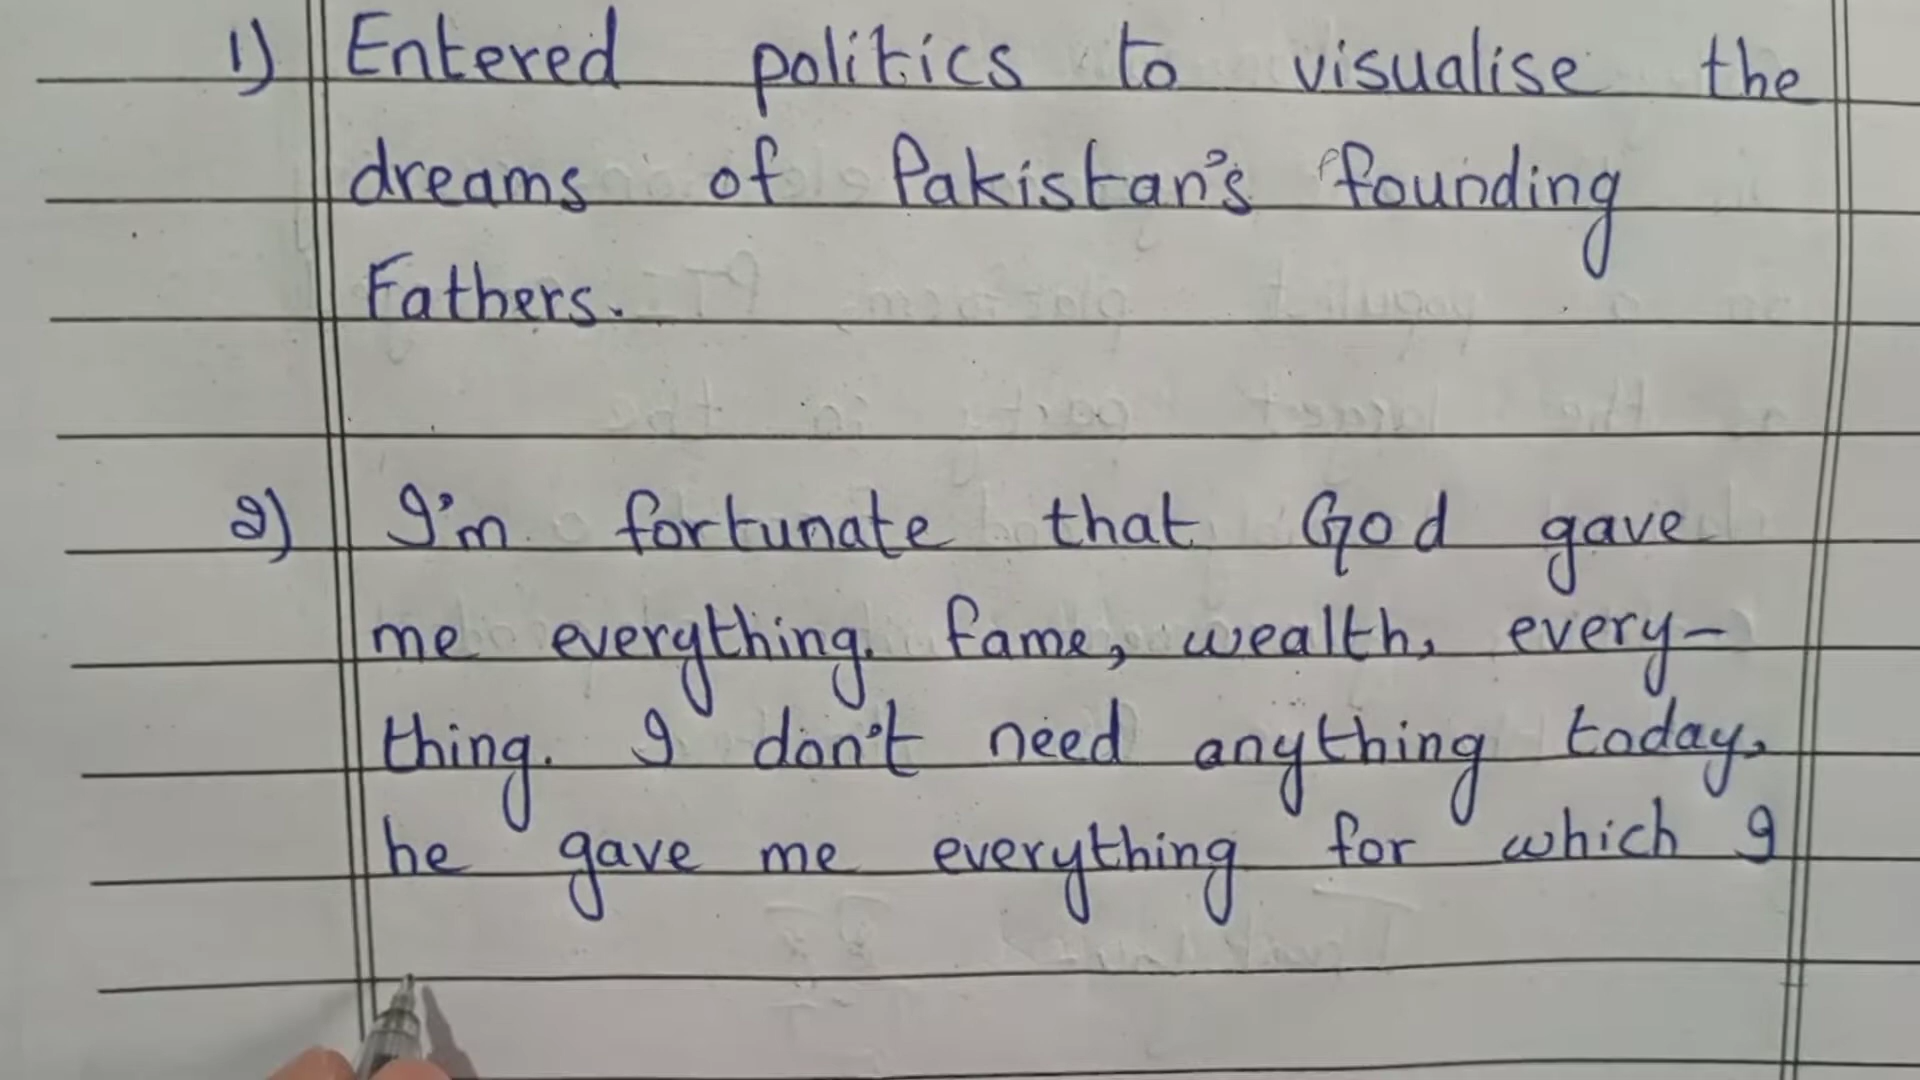 1) Entered politics to visualise the
dreams of Pakistan's founding
Fathers.
2) I'm fortunate that God gave
me everything. Fame, wealth, every-
thing. I don't need anything today,
he gave me everything for which I